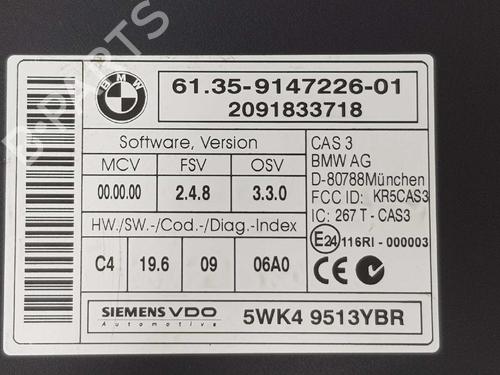 BMW
61.35-9147226-01
2091833718
Software, Version
MCV FSV OSV
00.00.00 2.4.8 3.3.0
HW./SW.-/Cod.-/Diag.-Index
C4 19.6 09 06A0
CAS 3
BMW AG
D-80788München
FCC ID: KR5CAS3
IC: 267 T - CAS3
E24 116RI - 000003
CE
SIEMENS VDO
Automotive
5WK4 9513YBR
B-PARTS